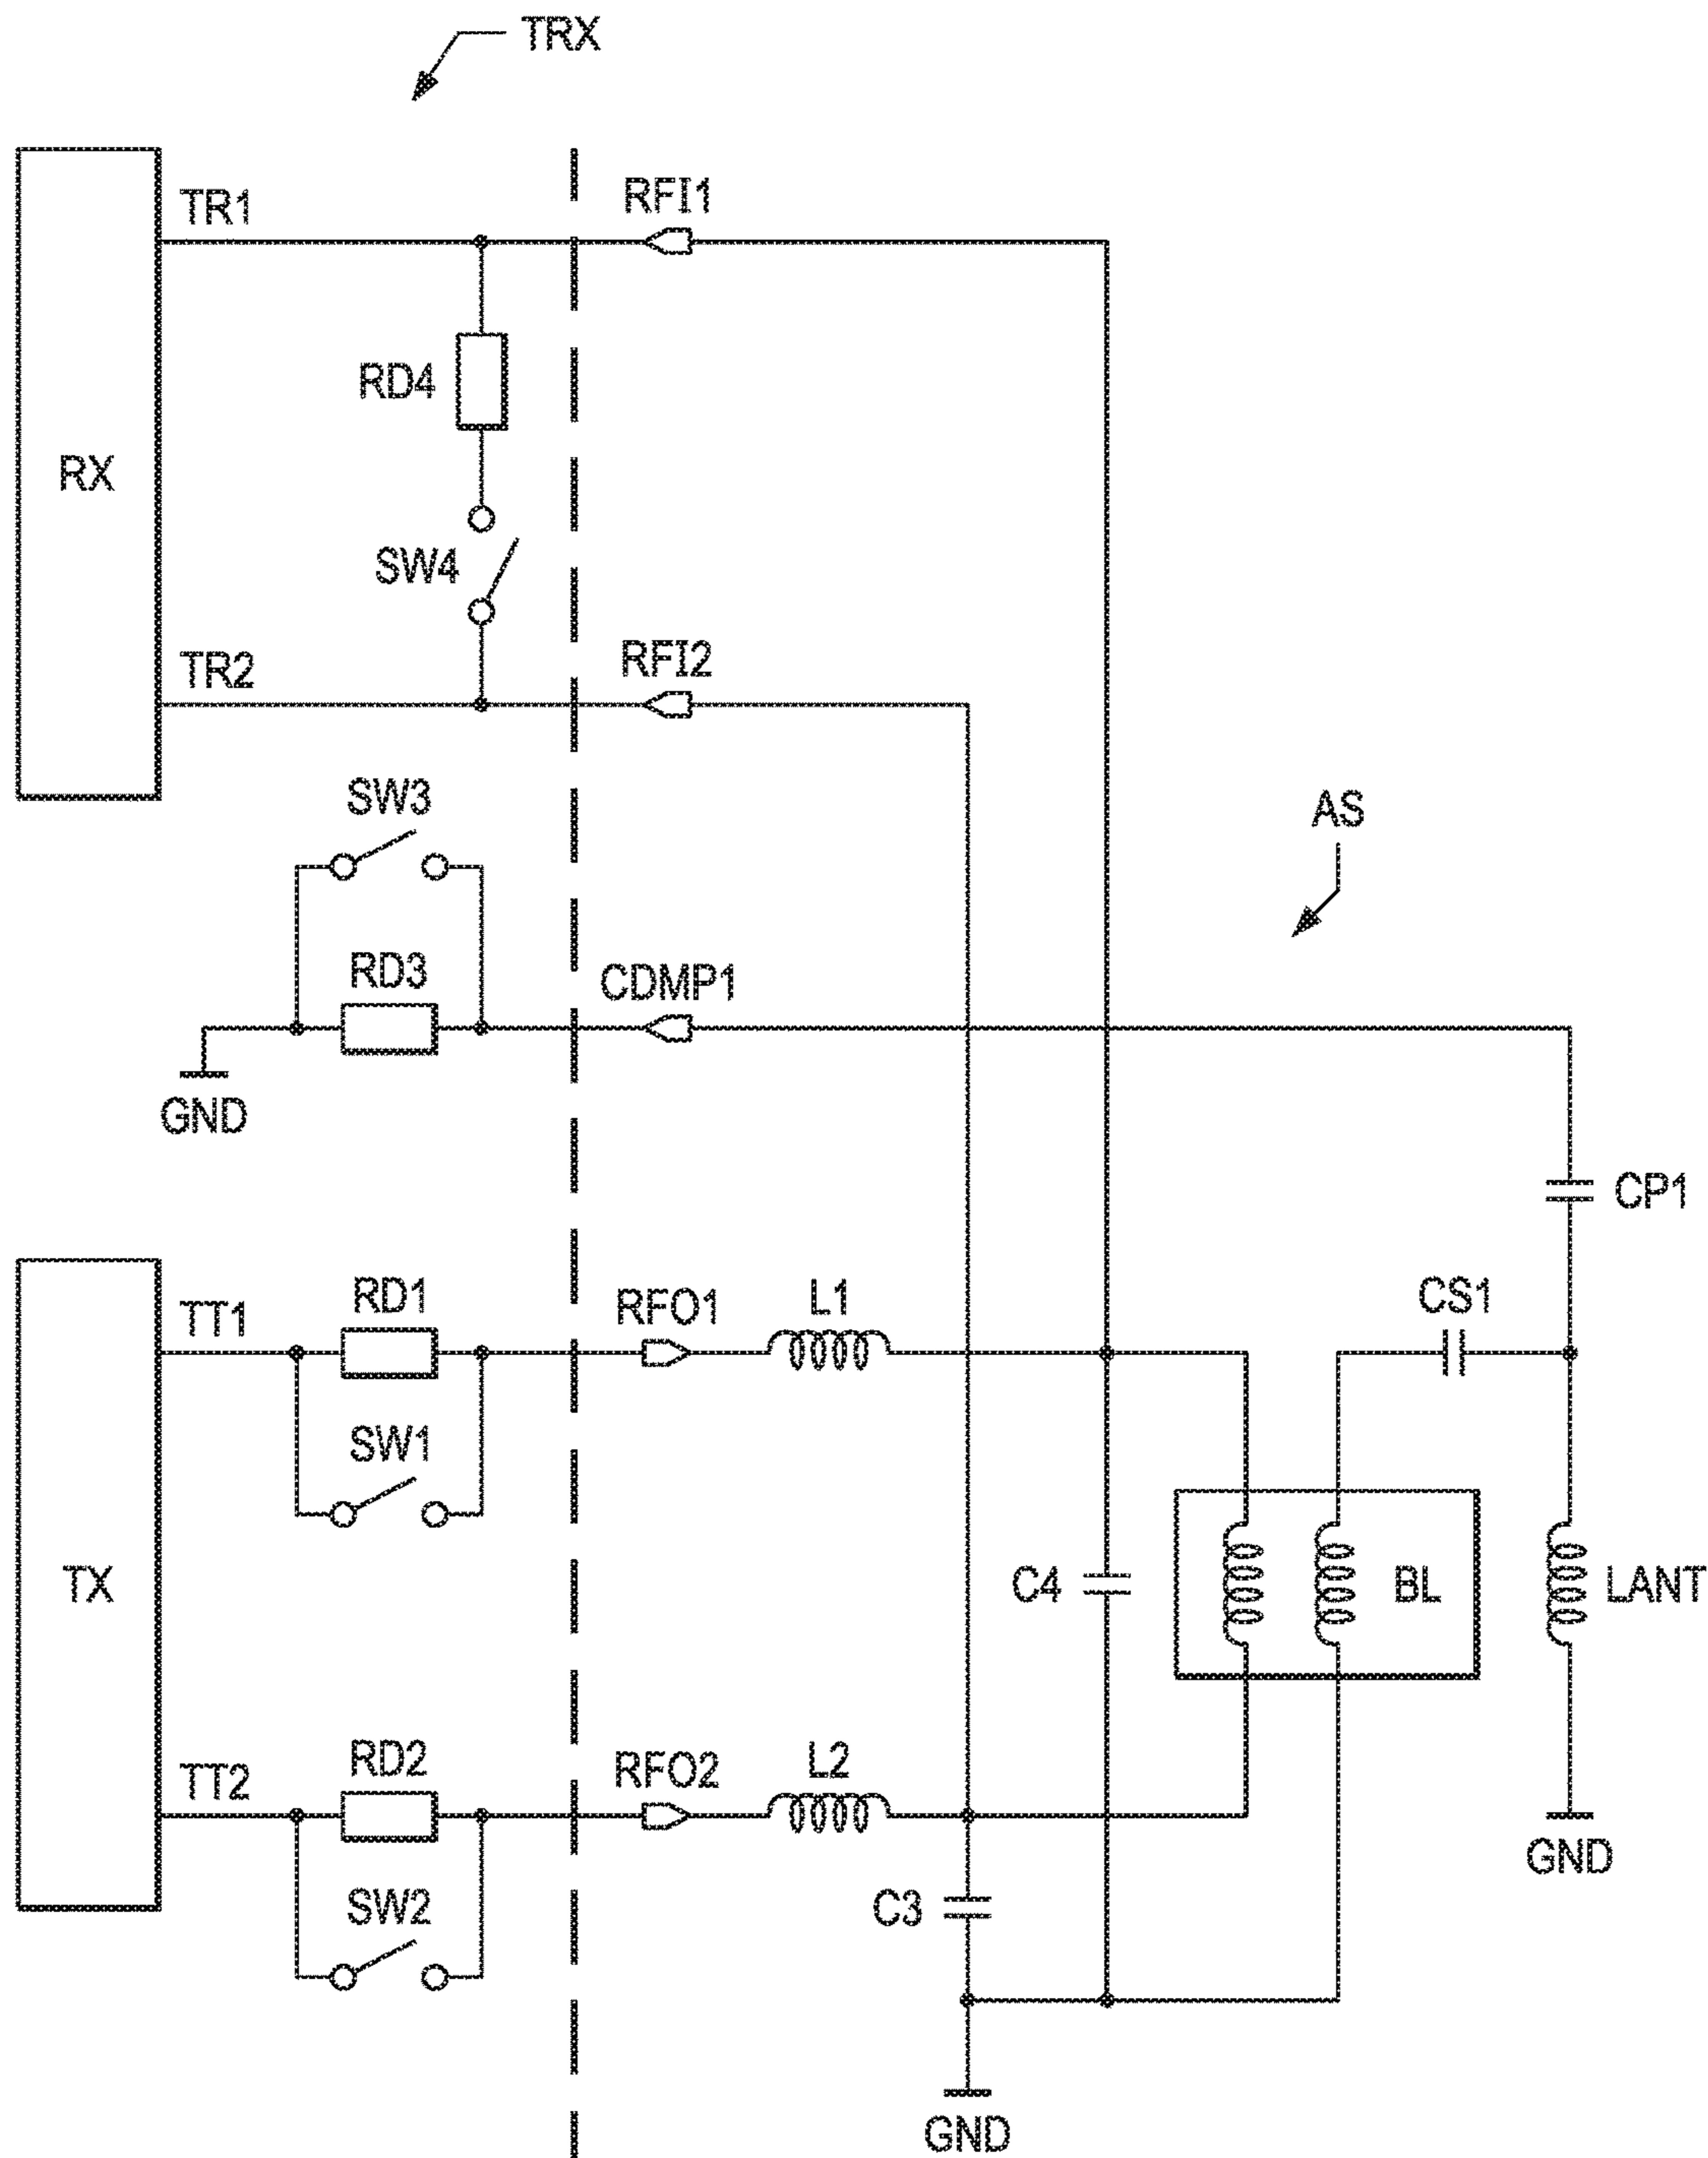 TRX
TR1
RFI1
RD4
RX
SW4
TR2
RFI2
SW3
AS
RD3
CDMP1
GND
CP1
TT1
RD1
RFO1
L1
CS1
SW1
TX
C4
BL
LANT
TT2
RD2
RFO2
L2
GND
SW2
C3
GND